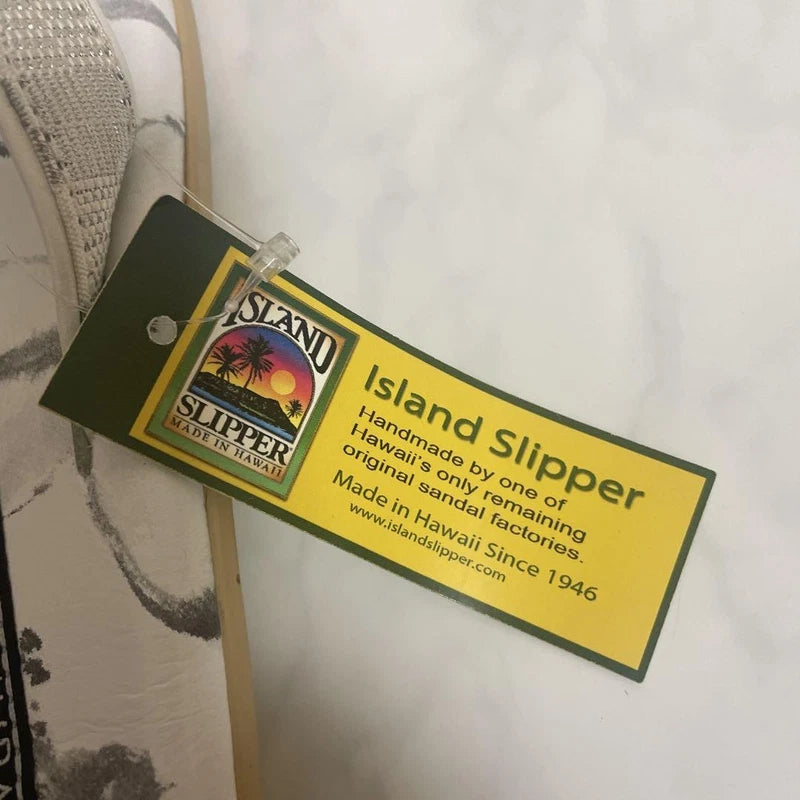 ISLAND
SLIPPER
MADE IN HAWAII
Island Slipper
Handmade by one of
Hawaii's only remaining
original sandal factories.
Made in Hawaii Since 1946
www.islandslipper.com